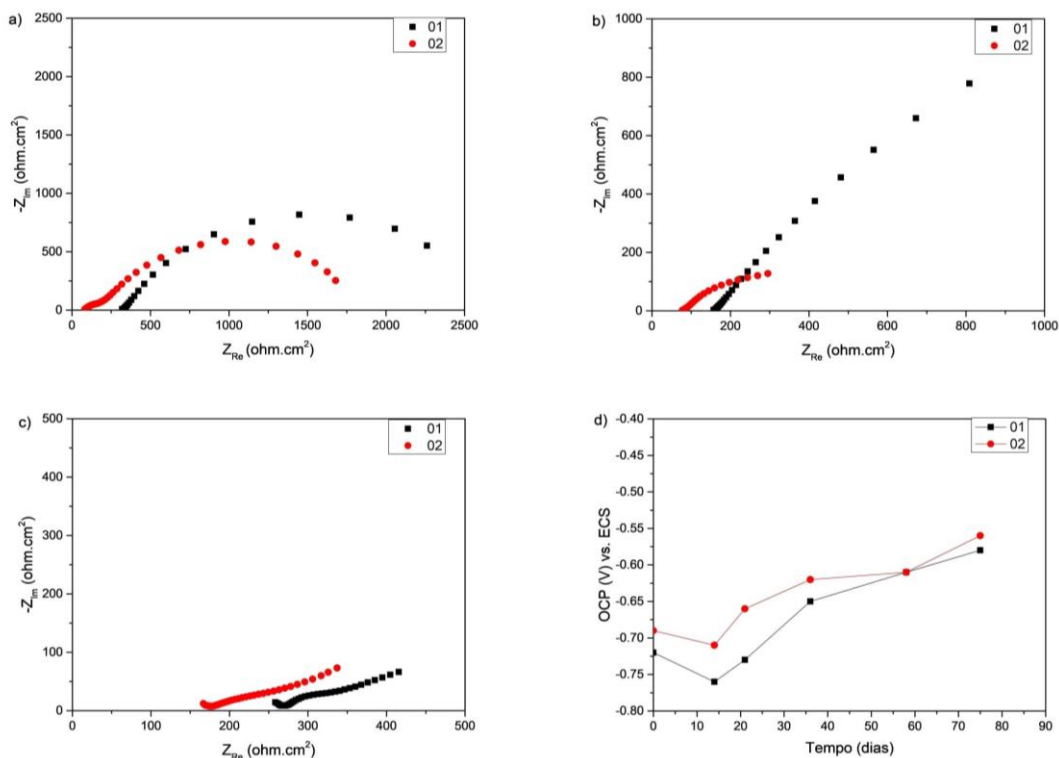 a)
01
02
2500
2000
1500
1000
500
0
-Z_Im (ohm.cm²)
0 500 1000 1500 2000 2500
Z_Re (ohm.cm²)
b)
01
02
1000
800
600
400
200
0
-Z_Im (ohm.cm²)
0 200 400 600 800 1000
Z_Re (ohm.cm²)
c)
01
02
500
400
300
200
100
0
-Z_Im (ohm.cm²)
0 100 200 300 400 500
Z_Re (ohm.cm²)
d)
01
02
-0.40
-0.45
-0.50
-0.55
-0.60
-0.65
-0.70
-0.75
-0.80
OCP (V) vs. ECS
0 10 20 30 40 50 60 70 80 90
Tempo (dias)